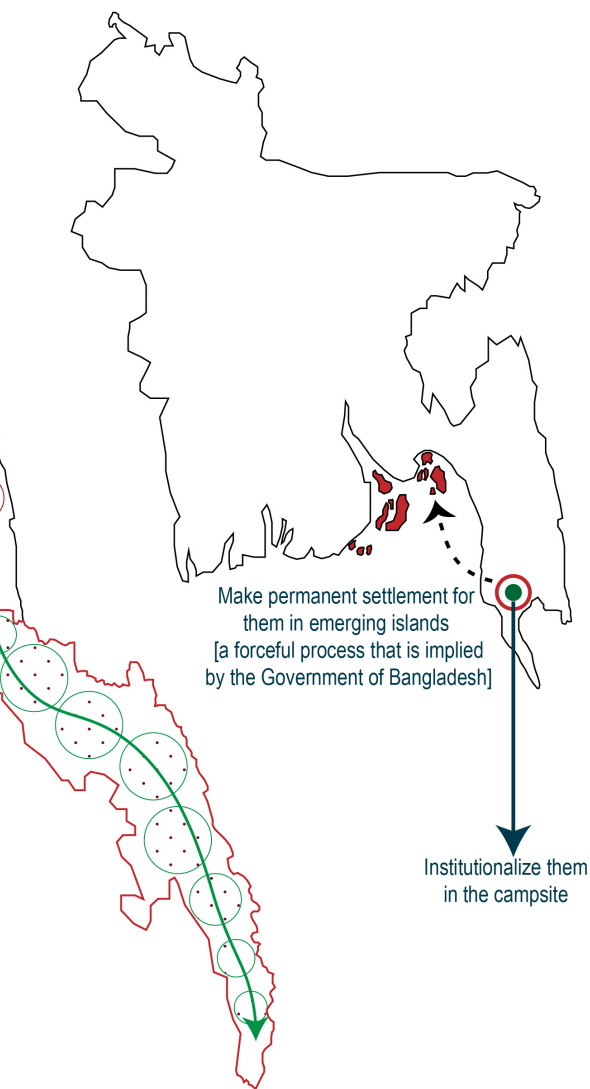 Make permanent settlement for
them in emerging islands
[a forceful process that is implied
by the Government of Bangladesh]
Institutionalize them
in the campsite